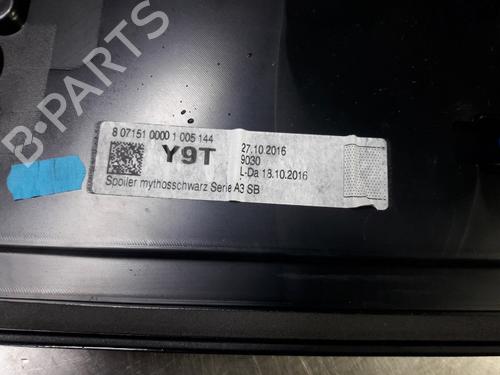 B-PARTS
8 07151 0000 1 005 144
Y9T
27.10.2016
9030
L-Da 18.10.2016
Spoiler mythosschwarz Serie A3 SB